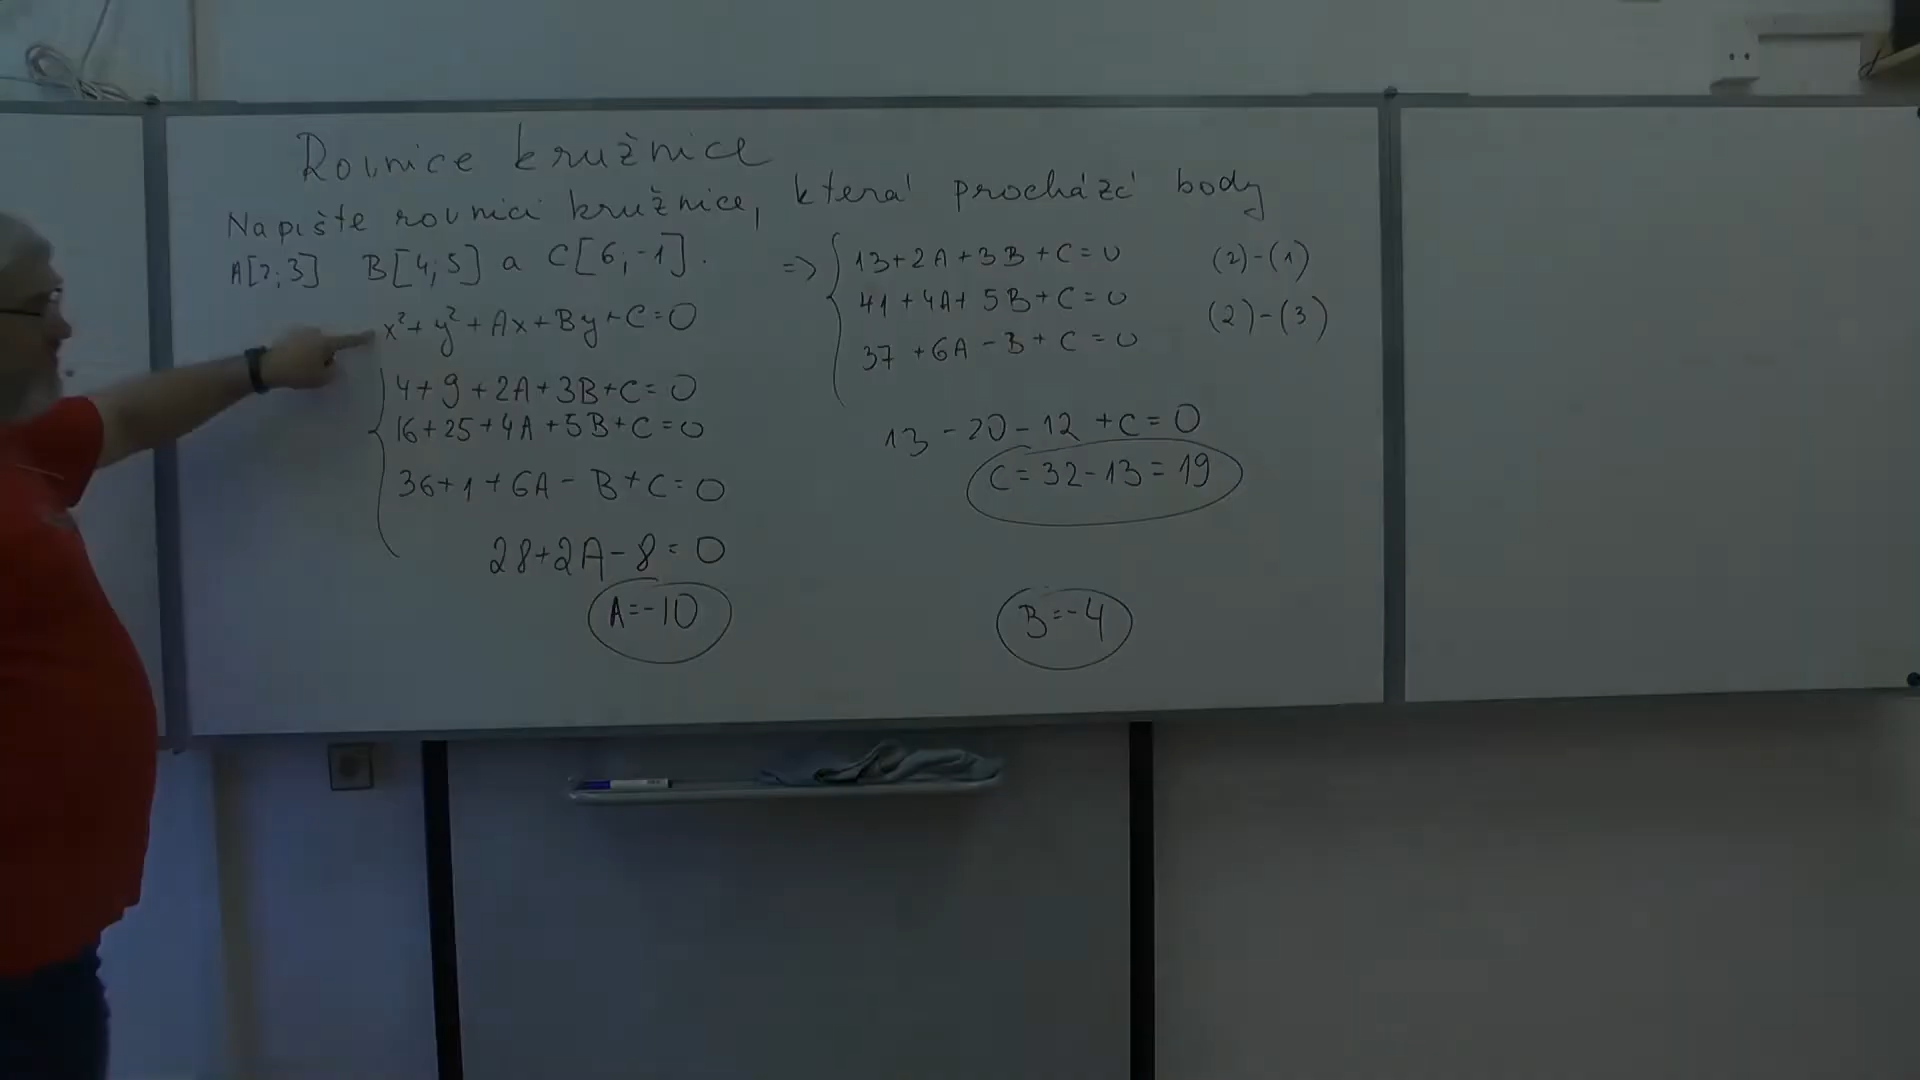 Rovnice kružnice
Napište rovnici kružnice, která prochází body
A[2;3] B[4;5] a C[6;-1].
x²+y²+Ax+By+C=0
4+9+2A+3B+C=0
16+25+4A+5B+C=0
36+1+6A-B+C=0
28+2A-8=0
A=-10
=> 13+2A+3B+C=0 (2)-(1)
41+4A+5B+C=0
37+6A-B+C=0 (2)-(3)
13-20-12+C=0
C=32-13=19
B=-4